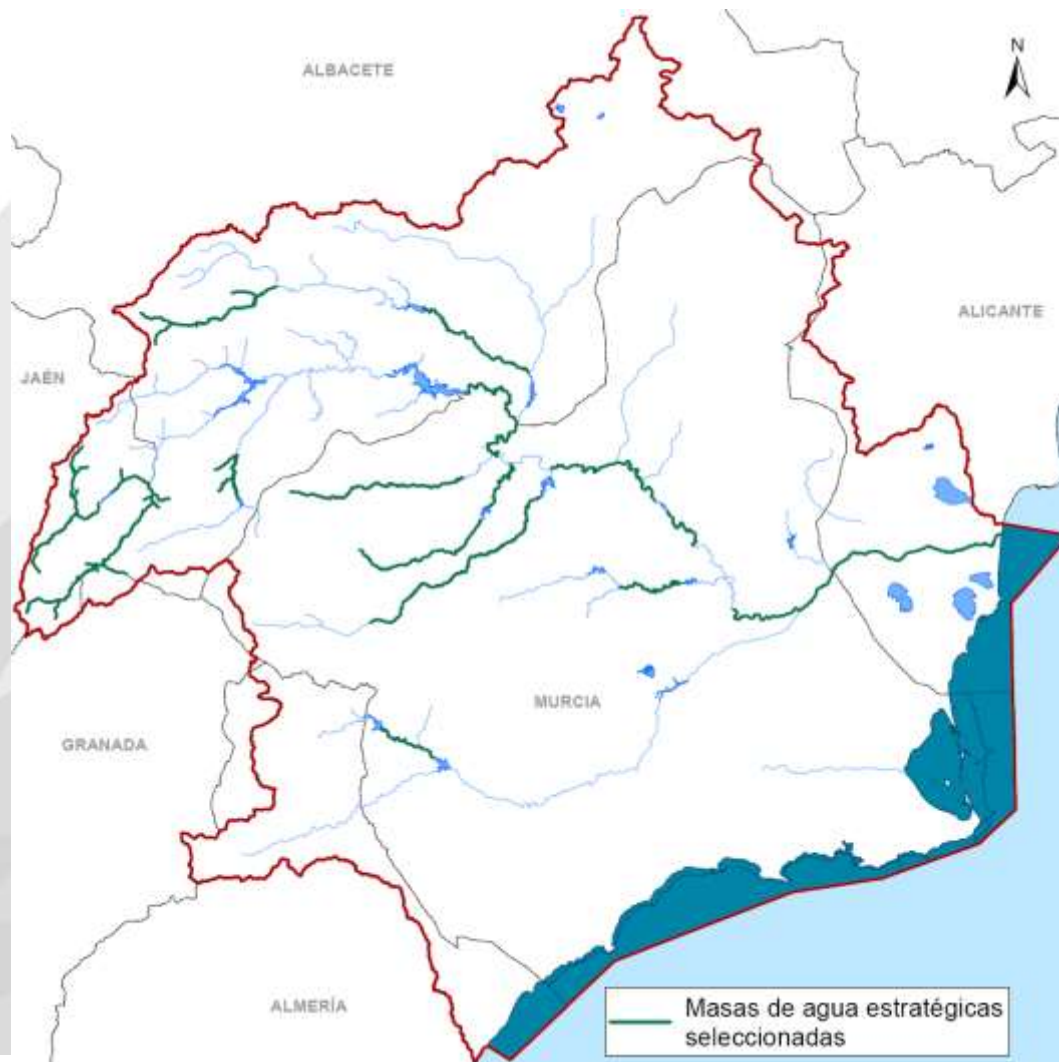 N
ALBACETE
ALICANTE
JAÉN
MURCIA
GRANADA
ALMERÍA
Masas de agua estratégicas
seleccionadas